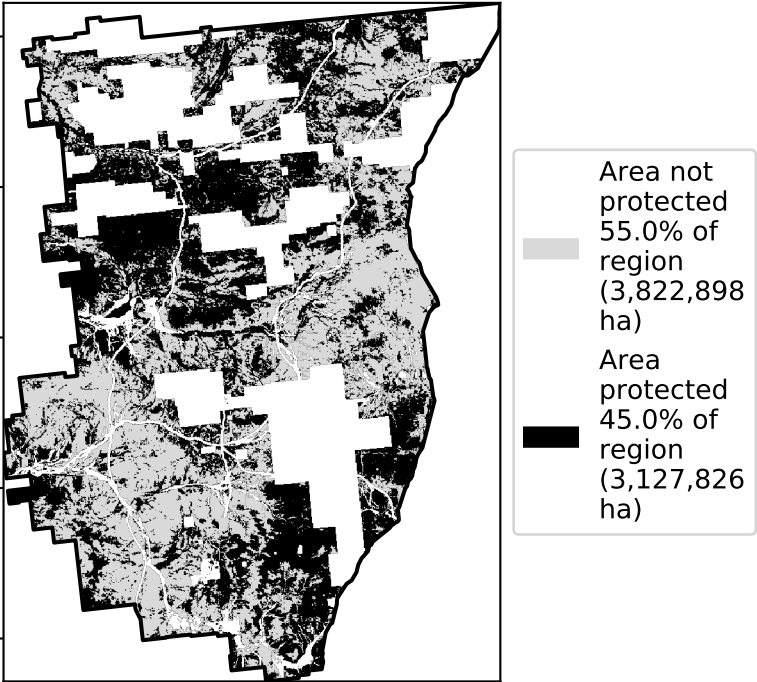 Area not
protected
55.0% of
region
(3,822,898
ha)
Area
protected
45.0% of
region
(3,127,826
ha)